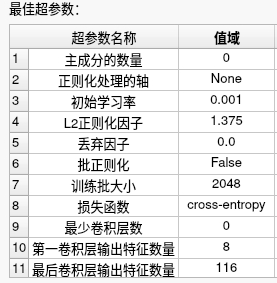 最佳超参数：
超参数名称 值域
1 主成分的数量 0
2 正则化处理的轴 None
3 初始学习率 0.001
4 L2正则化因子 1.375
5 丢弃因子 0.0
6 批正则化 False
7 训练批大小 2048
8 损失函数 cross-entropy
9 最少卷积层数 0
10 第一卷积层输出特征数量 8
11 最后卷积层输出特征数量 116